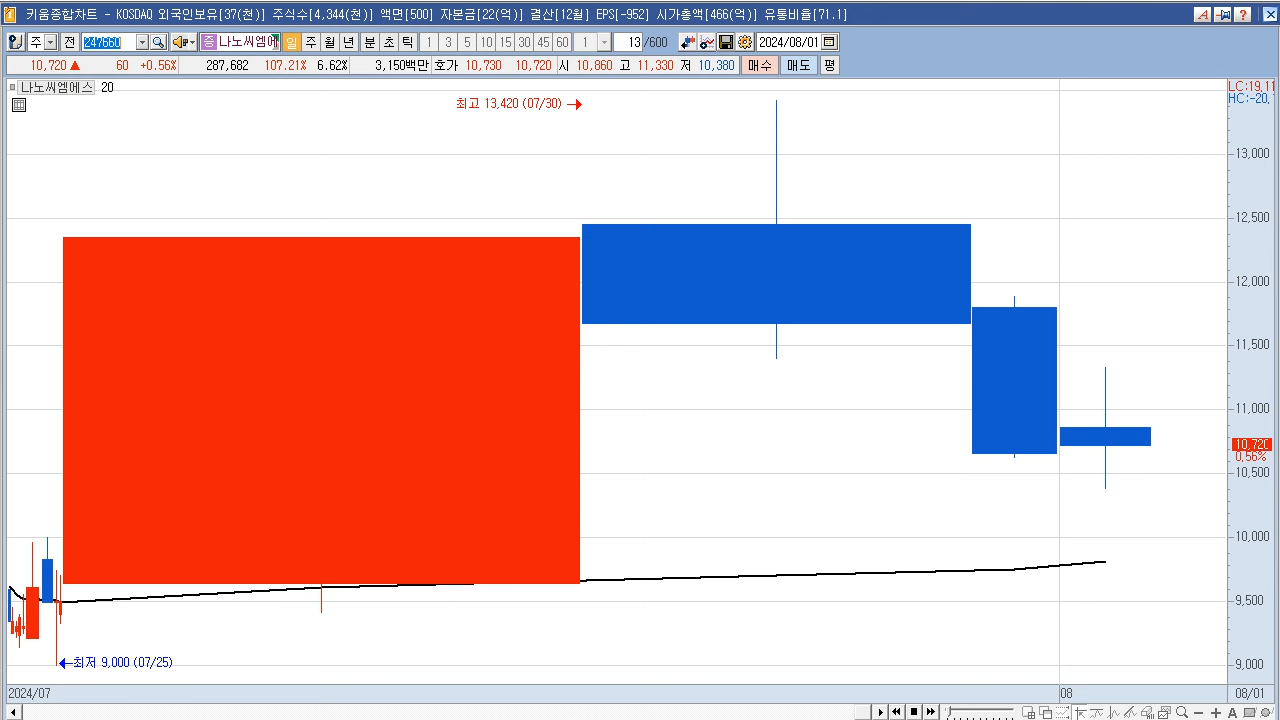 키움종합차트 - KOSDAQ 외국인보유[37(천)] 주식수[4,344(천)] 액면[500] 자본금[22(억)] 결산[12월] EPS[-952] 시가총액[466(억)] 유통비율[71.1]
주 전 247660 증 나노씨엠에 일 주 월 년 분 초 틱 1 3 5 10 15 30 45 60 1 13 /600 2024/08/01
10,720 ▲ 60 +0.56% 287,682 107.21% 6.62% 3,150백만 호가 10,730 10,720 시 10,860 고 11,330 저 10,380 매수 매도 평
나노씨엠에스 20
LC:19,11
HC:-20,
최고 13,420 (07/30) →
13,000
12,500
12,000
11,500
11,000
10,720
0,56%
10,500
10,000
9,500
9,000
←최저 9,000 (07/25)
2024/07 08 08/01